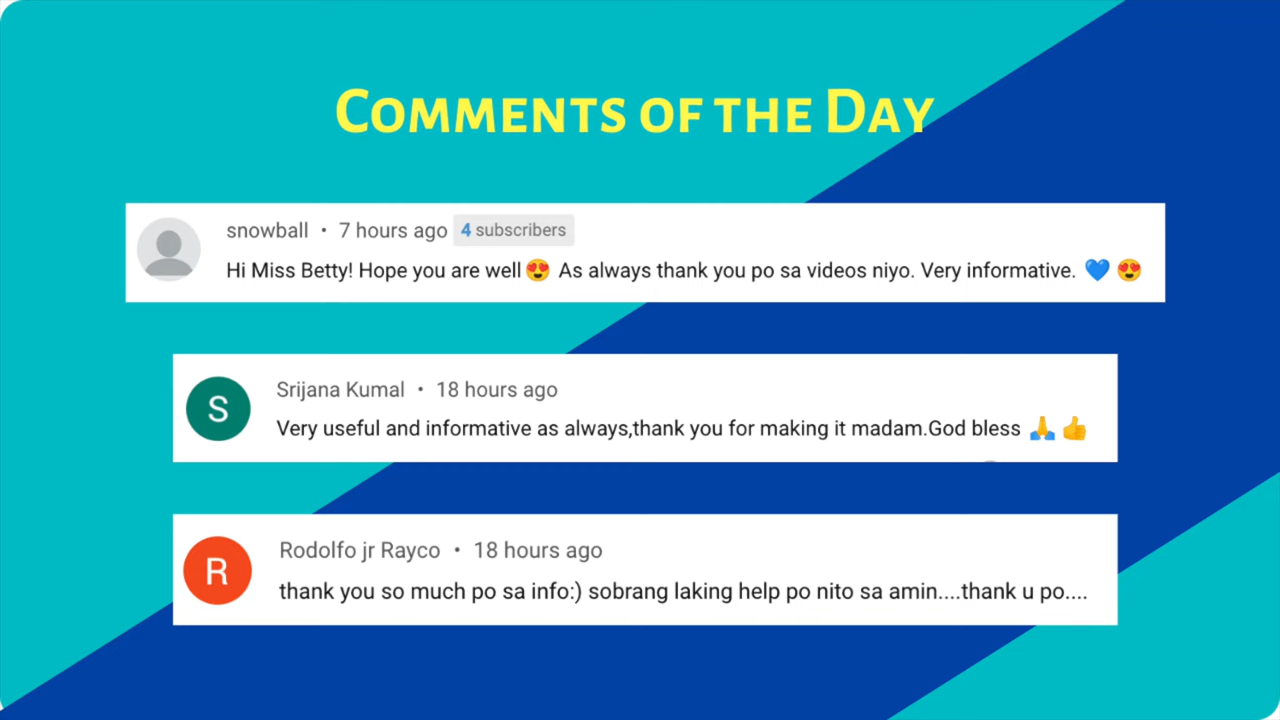 Comments of the Day
snowball • 7 hours ago 4 subscribers
Hi Miss Betty! Hope you are well😍 As always thank you po sa videos niyo. Very informative. 💙 😍
S
Srijana Kumal • 18 hours ago
Very useful and informative as always,thank you for making it madam.God bless 🙏 👍
R
Rodolfo jr Rayco • 18 hours ago
thank you so much po sa info:) sobrang laking help po nito sa amin....thank u po....